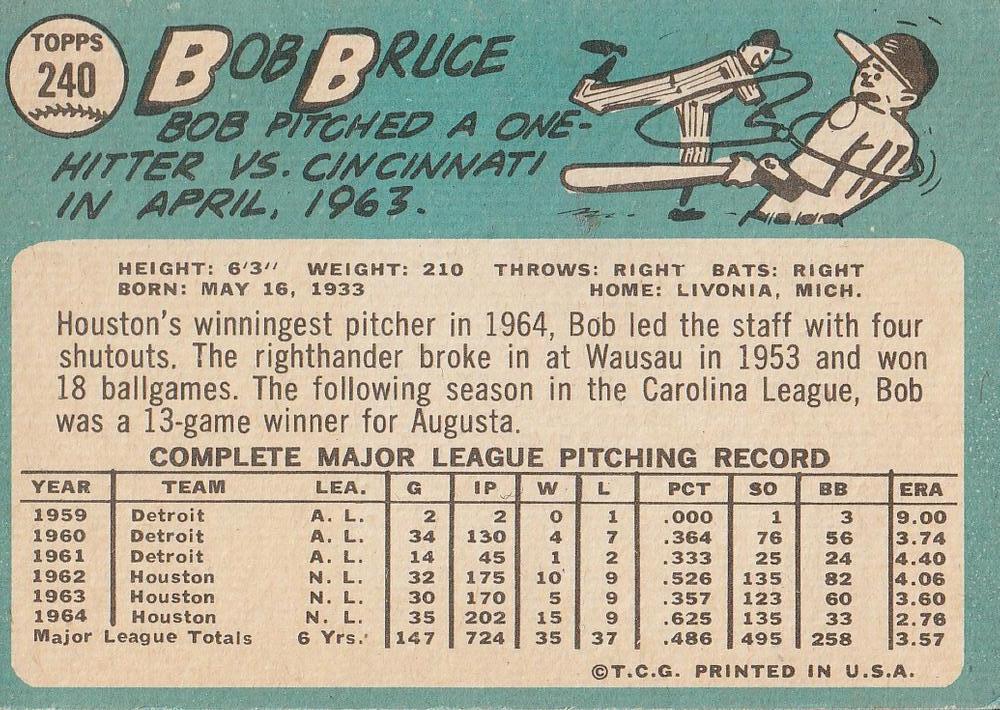 TOPPS
240
BOB BRUCE
BOB PITCHED A ONE-
HITTER VS. CINCINNATI
IN APRIL, 1963.
HEIGHT: 6'3" WEIGHT: 210 THROWS: RIGHT BATS: RIGHT
BORN: MAY 16, 1933 HOME: LIVONIA, MICH.
Houston's winningest pitcher in 1964, Bob led the staff with four
shutouts. The righthander broke in at Wausau in 1953 and won
18 ballgames. The following season in the Carolina League, Bob
was a 13-game winner for Augusta.
COMPLETE MAJOR LEAGUE PITCHING RECORD
YEAR TEAM LEA. G IP W L PCT SO BB ERA
1959 Detroit A. L. 2 2 0 1 .000 1 3 9.00
1960 Detroit A. L. 34 130 4 7 .364 76 56 3.74
1961 Detroit A. L. 14 45 1 2 .333 25 24 4.40
1962 Houston N. L. 32 175 10 9 .526 135 82 4.06
1963 Houston N. L. 30 170 5 9 .357 123 60 3.60
1964 Houston N. L. 35 202 15 9 .625 135 33 2.76
Major League Totals 6 Yrs. 147 724 35 37 .486 495 258 3.57
©T.C.G. PRINTED IN U.S.A.